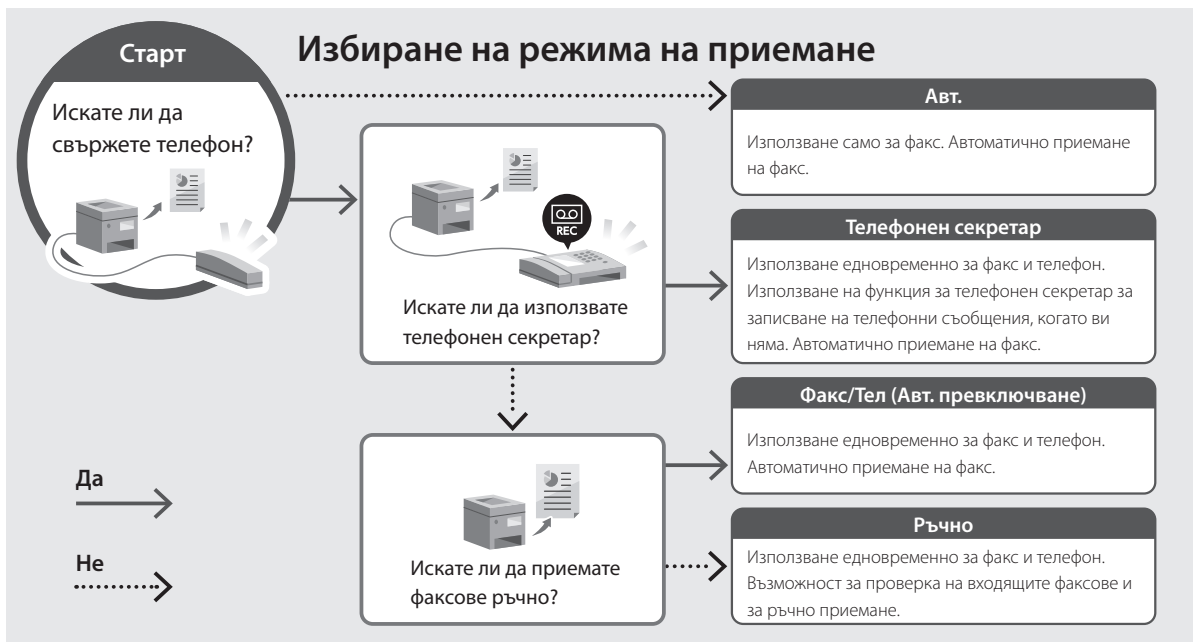 Старт
Избиране на режима на приемане
Искате ли да
свържете телефон?
Авт.
Използване само за факс. Автоматично приемане
на факс.
REC
Искате ли да използвате
телефонен секретар?
Телефонен секретар
Използване едновременно за факс и телефон.
Използване на функция за телефонен секретар за
записване на телефонни съобщения, когато ви
няма. Автоматично приемане на факс.
Факс/Тел (Авт. превключване)
Използване едновременно за факс и телефон.
Автоматично приемане на факс.
Да
Не
Искате ли да приемате
факсове ръчно?
Ръчно
Използване едновременно за факс и телефон.
Възможност за проверка на входящите факсове и
за ръчно приемане.